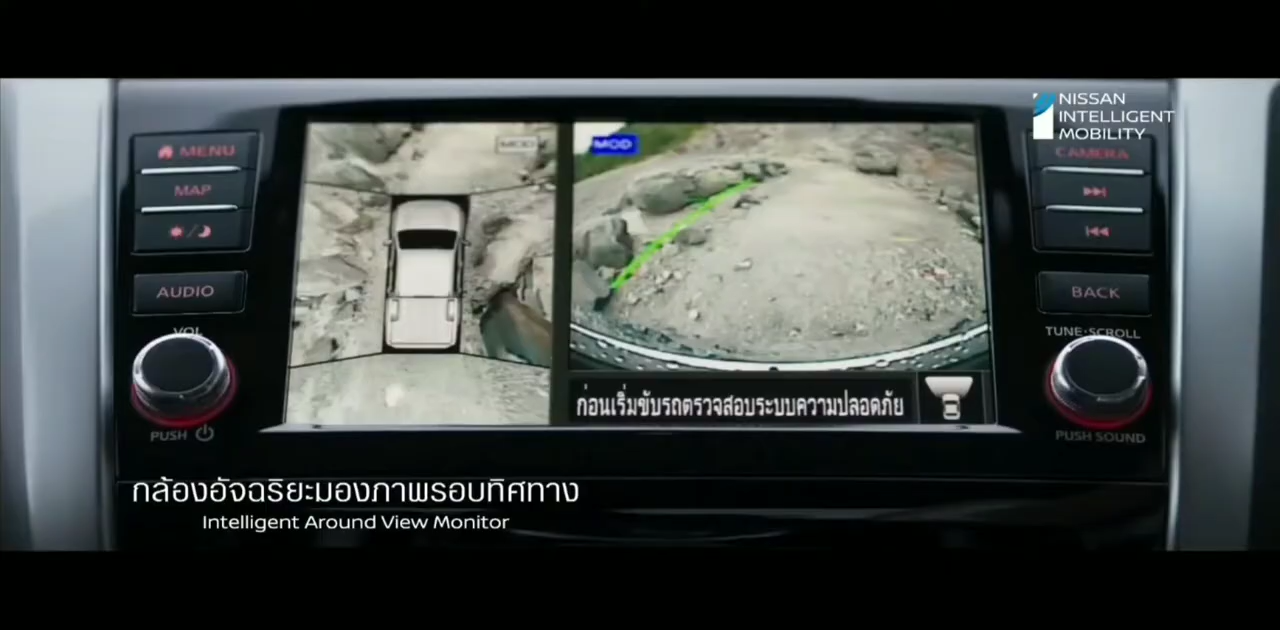 NISSAN
INTELLIGENT
MOBILITY
MENU
MAP
AUDIO
VOL
PUSH
MOD
MOD
ก่อนเริ่มขับรถตรวจสอบระบบความปลอดภัย
CAMERA
BACK
TUNE·SCROLL
PUSH SOUND
กล้องอัจฉริยะมองภาพรอบทิศทาง
Intelligent Around View Monitor